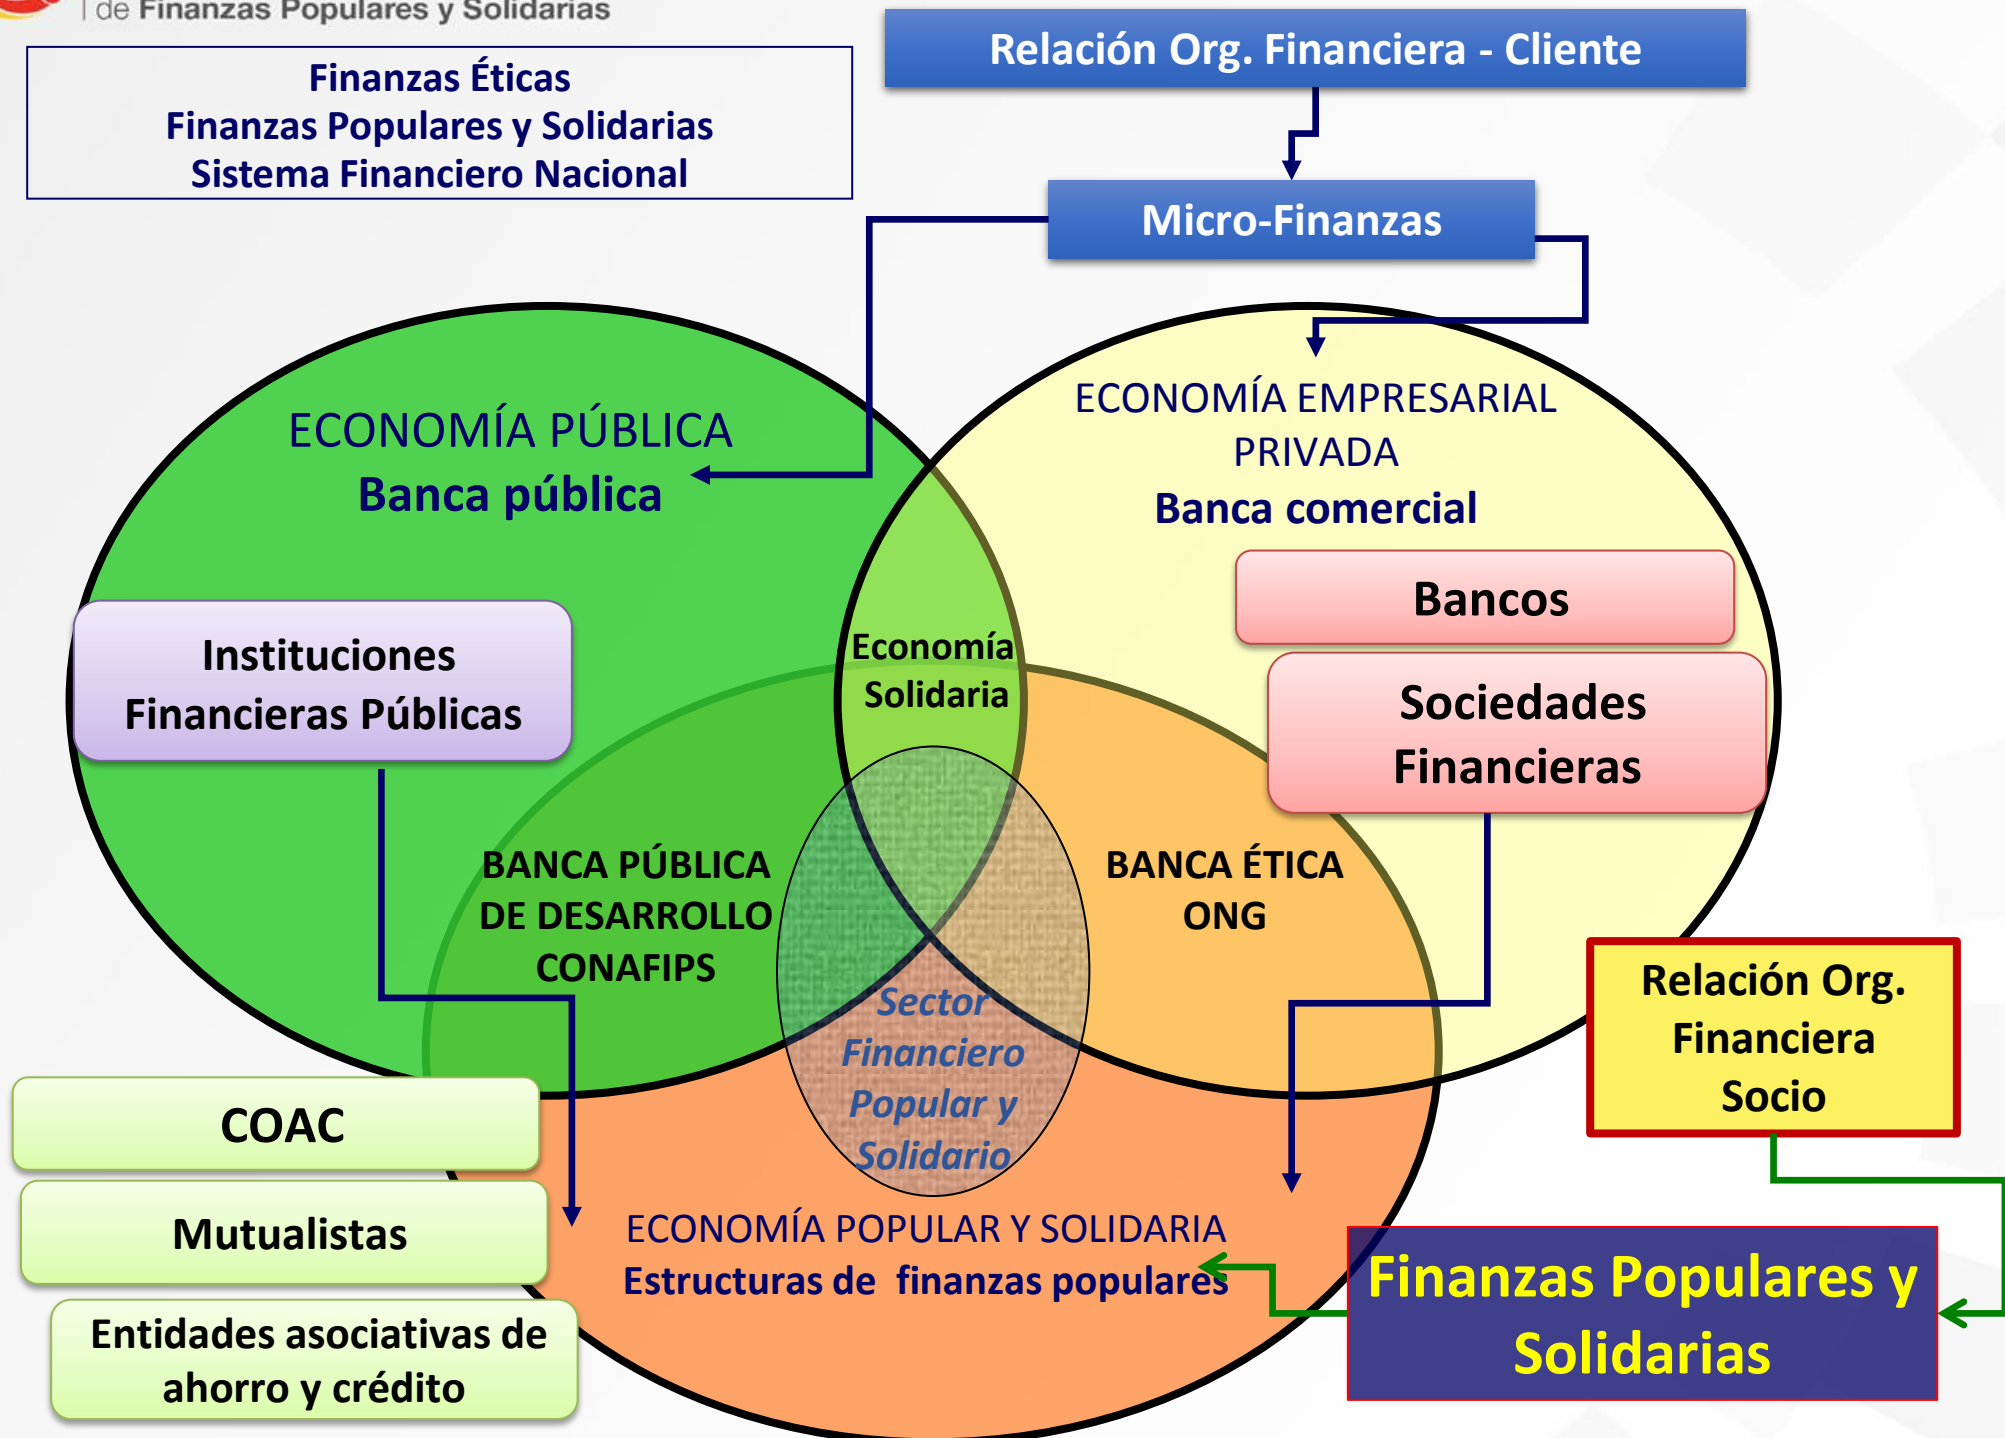 de Finanzas Populares y Solidarias
Finanzas Éticas
Finanzas Populares y Solidarias
Sistema Financiero Nacional
Relación Org. Financiera - Cliente
Micro-Finanzas
ECONOMÍA PÚBLICA
Banca pública
ECONOMÍA EMPRESARIAL
PRIVADA
Banca comercial
Bancos
Sociedades
Financieras
Instituciones
Financieras Públicas
Economía
Solidaria
BANCA PÚBLICA
DE DESARROLLO
CONAFIPS
BANCA ÉTICA
ONG
Sector
Financiero
Popular y
Solidario
Relación Org.
Financiera
Socio
COAC
Mutualistas
Entidades asociativas de
ahorro y crédito
ECONOMÍA POPULAR Y SOLIDARIA
Estructuras de  finanzas populares
Finanzas Populares y
Solidarias